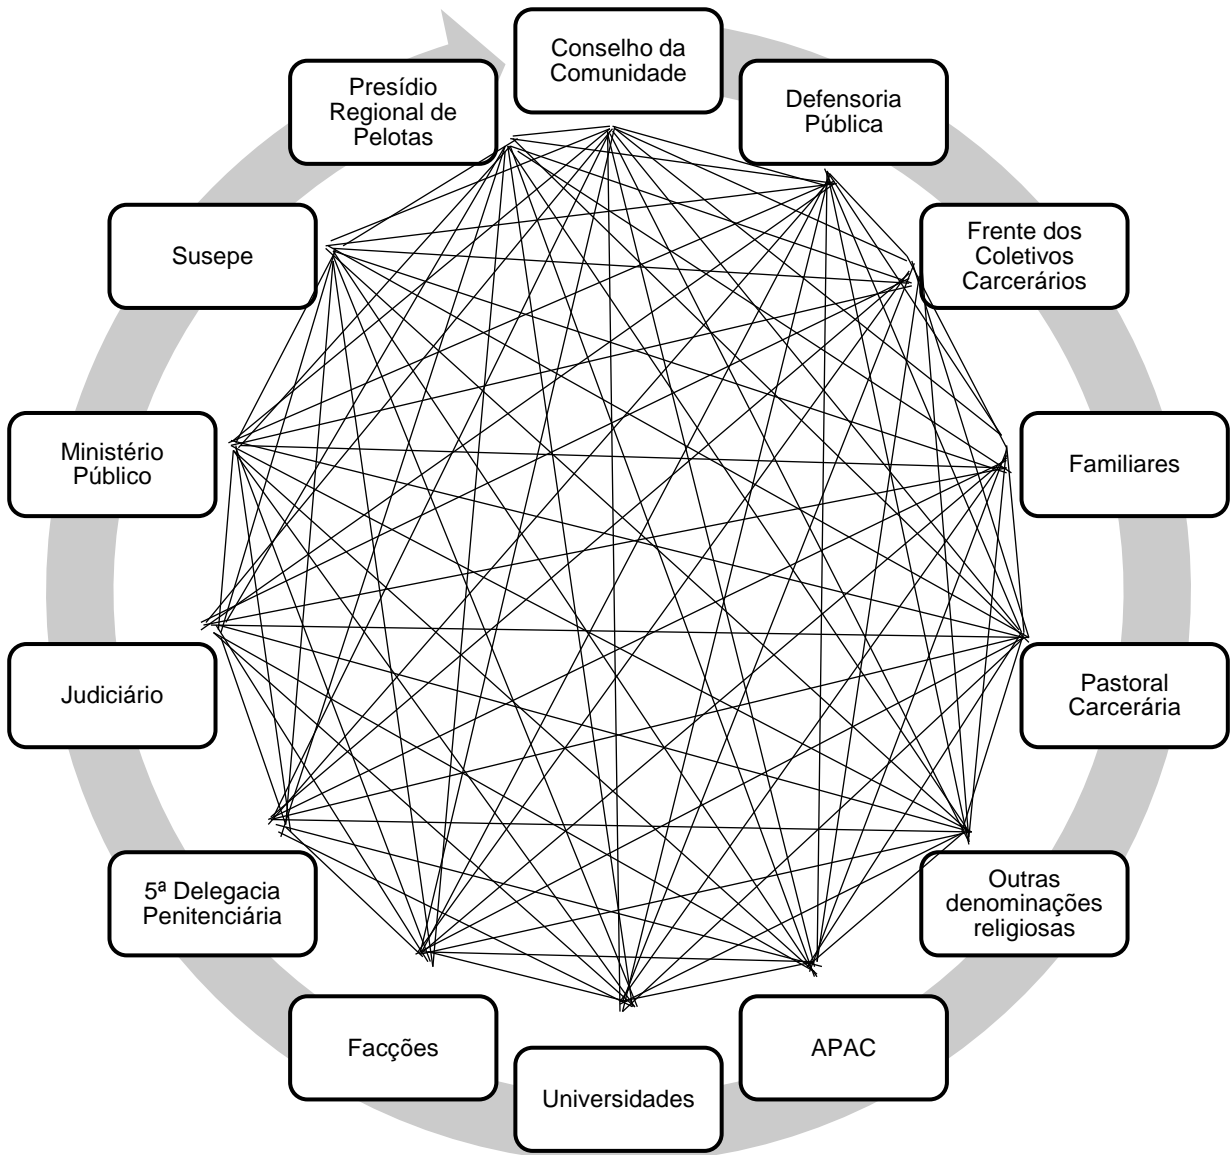 Conselho da
Comunidade
Defensoria
Pública
Frente dos
Coletivos
Carcerários
Familiares
Pastoral
Carcerária
Outras
denominações
religiosas
APAC
Universidades
Facções
5ª Delegacia
Penitenciária
Judiciário
Ministério
Público
Susepe
Presídio
Regional de
Pelotas